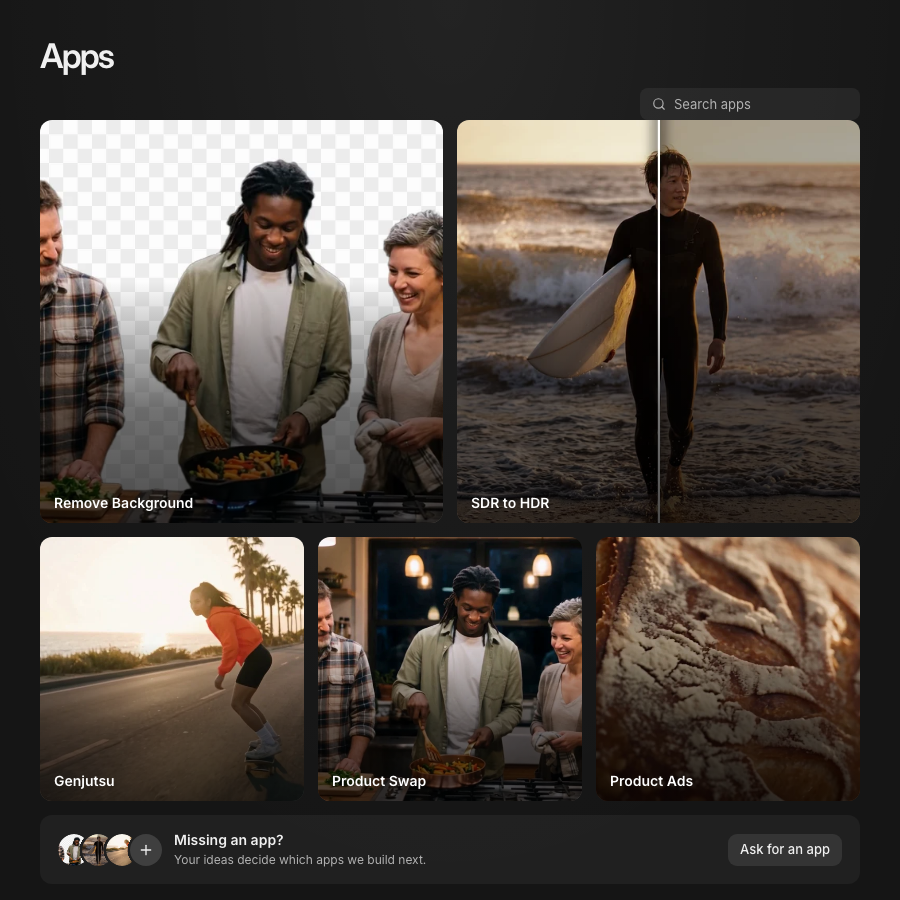 Apps
Search apps
Remove Background
SDR to HDR
Genjutsu
Product Swap
Product Ads
Missing an app?
Your ideas decide which apps we build next.
Ask for an app